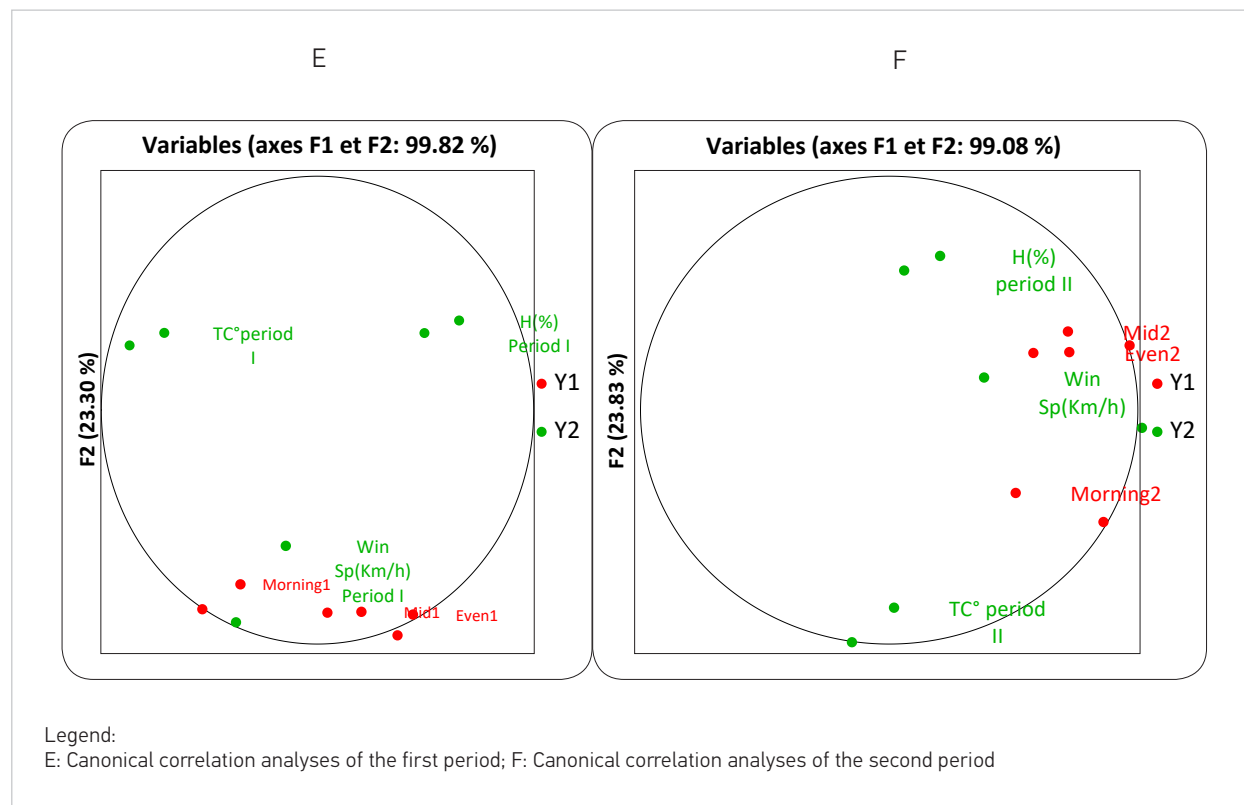 E
F
Variables (axes F1 et F2: 99.82 %)
F2 (23.30 %)
TC°period
I
H(%)
Period I
Y1
Y2
Win
Sp(Km/h)
Period I
Morning1
Mid1
Even1
Variables (axes F1 et F2: 99.08 %)
F2 (23.83 %)
H(%)
period II
Mid2
Even2
Win
Sp(Km/h)
Y1
Y2
Morning2
TC° period
II
Legend:
E: Canonical correlation analyses of the first period; F: Canonical correlation analyses of the second period